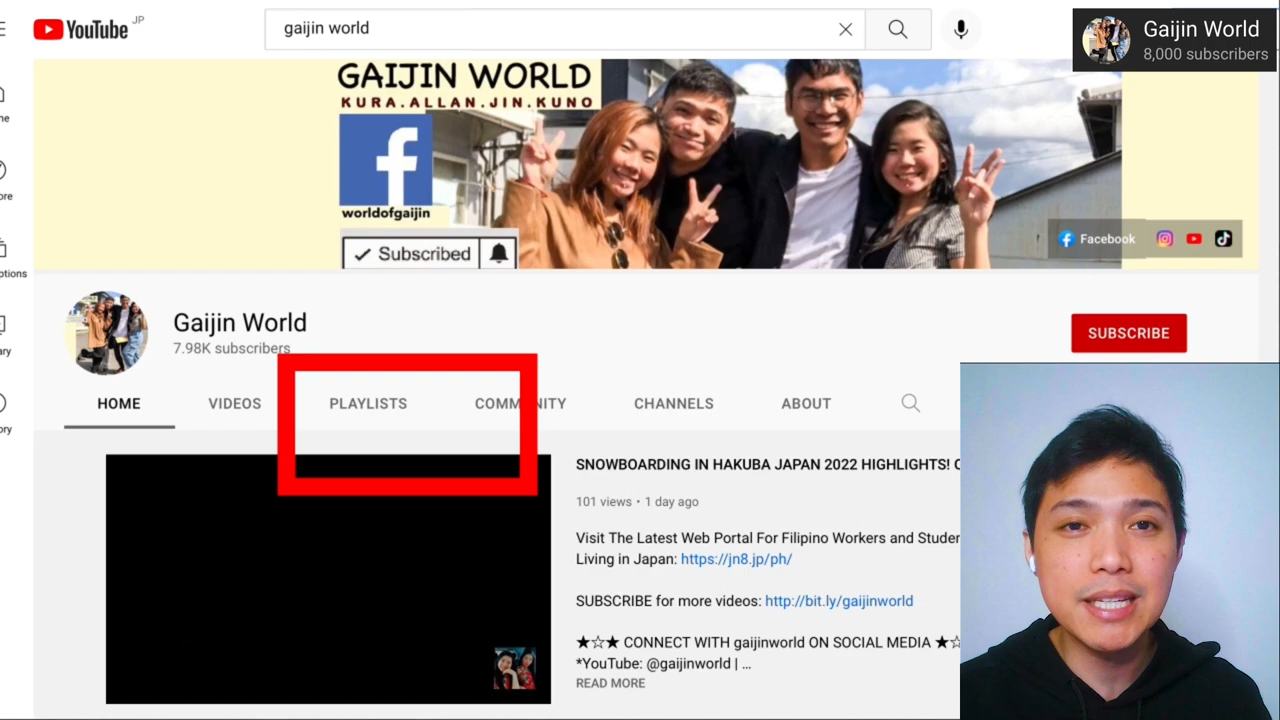 YouTube JP
gaijin world
Gaijin World
8,000 subscribers
GAIJIN WORLD
KURA.ALLAN.JIN.KUNO
worldofgaijin
Subscribed
Facebook
Gaijin World
7.98K subscribers
SUBSCRIBE
HOME VIDEOS PLAYLISTS COMMUNITY CHANNELS ABOUT
SNOWBOARDING IN HAKUBA JAPAN 2022 HIGHLIGHTS!
101 views • 1 day ago
Visit The Latest Web Portal For Filipino Workers and Studen
Living in Japan: https://jn8.jp/ph/
SUBSCRIBE for more videos: http://bit.ly/gaijinworld
★☆★ CONNECT WITH gaijinworld ON SOCIAL MEDIA ★☆
*YouTube: @gaijinworld | ...
READ MORE